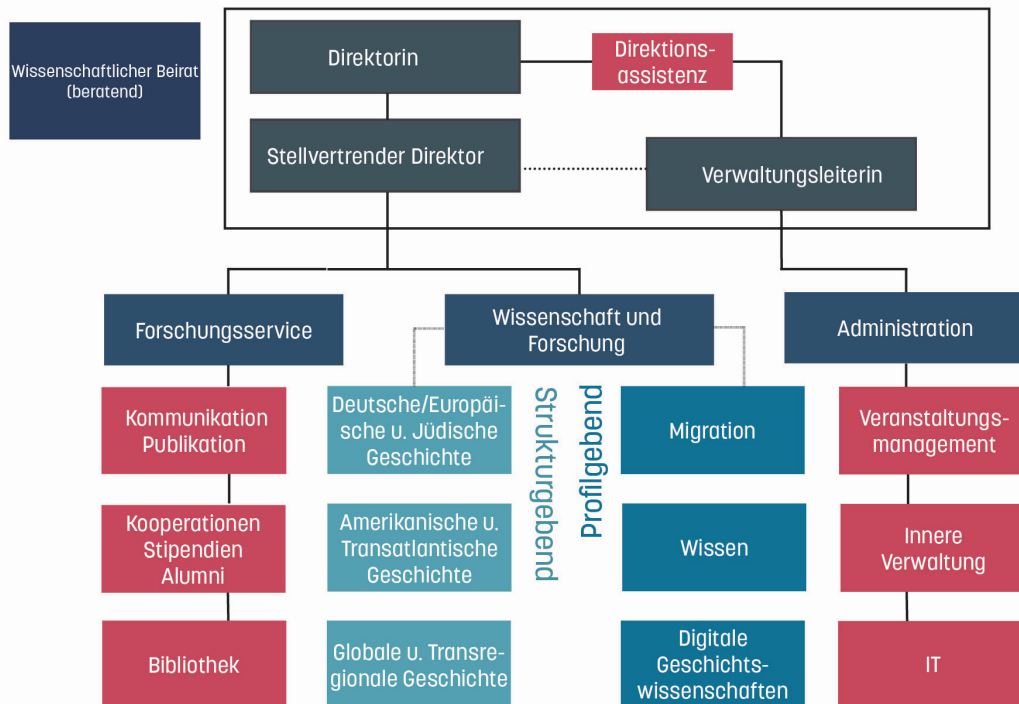 Wissenschaftlicher Beirat
(beratend)
Direktorin
Direktions-
assistenz
Stellvertrender Direktor
Verwaltungsleiterin
Forschungsservice
Wissenschaft und
Forschung
Administration
Kommunikation
Publikation
Deutsche/Europäi-
sche u. Jüdische
Geschichte
Strukturgebend
Profilgebend
Migration
Veranstaltungs-
management
Kooperationen
Stipendien
Alumni
Amerikanische u.
Transatlantische
Geschichte
Wissen
Innere
Verwaltung
Bibliothek
Globale u. Transre-
gionale Geschichte
Digitale
Geschichts-
wissenschaften
IT